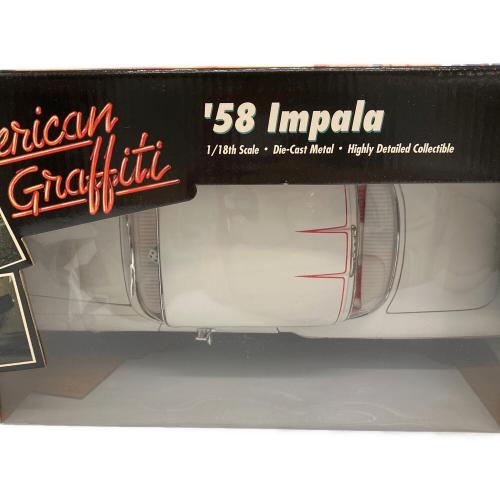 erican
Graffiti
'58 Impala
1/18th Scale • Die-Cast Metal • Highly Detailed Collectible